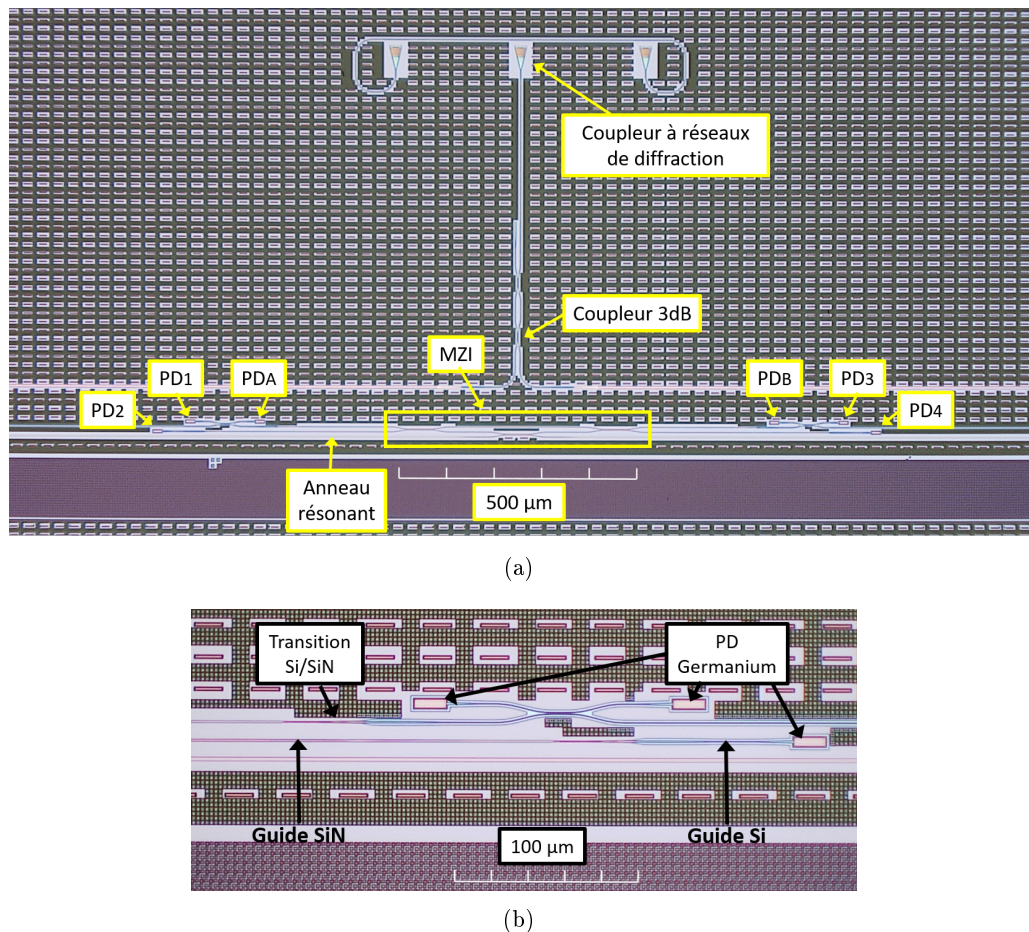 Coupleur à réseaux
de diffraction
Coupleur 3dB
MZI
PD1
PDA
PDB
PD3
PD2
PD4
Anneau
résonant
500 µm
(a)
Transition
Si/SiN
PD
Germanium
Guide SiN
Guide Si
100 µm
(b)